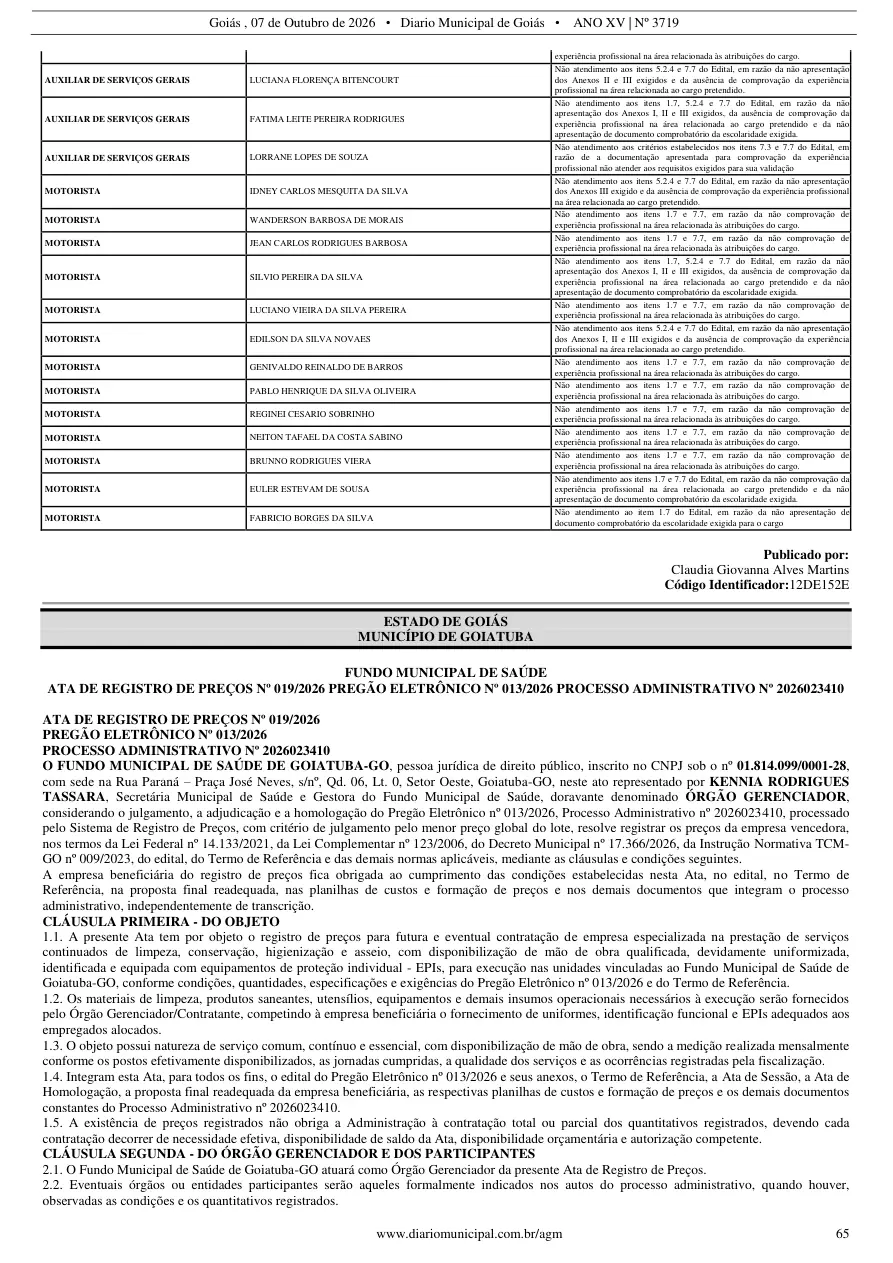 Goiás , 07 de Outubro de 2026 • Diario Municipal de Goiás • ANO XV | Nº 3719
experiência profissional na área relacionada às atribuições do cargo.
AUXILIAR DE SERVIÇOS GERAIS LUCIANA FLORENÇA BITENCOURT Não atendimento aos itens 5.2.4 e 7.7 do Edital, em razão da não apresentação
dos Anexos II e III exigidos e da ausência de comprovação da experiência
profissional na área relacionada ao cargo pretendido.
AUXILIAR DE SERVIÇOS GERAIS FATIMA LEITE PEREIRA RODRIGUES Não atendimento aos itens 1.7, 5.2.4 e 7.7 do Edital, em razão da não
apresentação dos Anexos I, II e III exigidos, da ausência de comprovação da
experiência profissional na área relacionada ao cargo pretendido e da não
apresentação de documento comprobatório da escolaridade exigida.
AUXILIAR DE SERVIÇOS GERAIS LORRANE LOPES DE SOUZA Não atendimento aos critérios estabelecidos nos itens 7.3 e 7.7 do Edital, em
razão de a documentação apresentada para comprovação da experiência
profissional não atender aos requisitos exigidos para sua validação
MOTORISTA IDNEY CARLOS MESQUITA DA SILVA Não atendimento aos itens 5.2.4 e 7.7 do Edital, em razão da não apresentação
dos Anexos III exigido e da ausência de comprovação da experiência profissional
na área relacionada ao cargo pretendido.
MOTORISTA WANDERSON BARBOSA DE MORAIS Não atendimento aos itens 1.7 e 7.7, em razão da não comprovação de
experiência profissional na área relacionada às atribuições do cargo.
MOTORISTA JEAN CARLOS RODRIGUES BARBOSA Não atendimento aos itens 1.7 e 7.7, em razão da não comprovação de
experiência profissional na área relacionada às atribuições do cargo.
MOTORISTA SILVIO PEREIRA DA SILVA Não atendimento aos itens 1.7, 5.2.4 e 7.7 do Edital, em razão da não
apresentação dos Anexos I, II e III exigidos, da ausência de comprovação da
experiência profissional na área relacionada ao cargo pretendido e da não
apresentação de documento comprobatório da escolaridade exigida.
MOTORISTA LUCIANO VIEIRA DA SILVA PEREIRA Não atendimento aos itens 1.7 e 7.7, em razão da não comprovação de
experiência profissional na área relacionada às atribuições do cargo.
MOTORISTA EDILSON DA SILVA NOVAES Não atendimento aos itens 5.2.4 e 7.7 do Edital, em razão da não apresentação
dos Anexos I, II e III exigidos e da ausência de comprovação da experiência
profissional na área relacionada ao cargo pretendido.
MOTORISTA GENIVALDO REINALDO DE BARROS Não atendimento aos itens 1.7 e 7.7, em razão da não comprovação de
experiência profissional na área relacionada às atribuições do cargo.
MOTORISTA PABLO HENRIQUE DA SILVA OLIVEIRA Não atendimento aos itens 1.7 e 7.7, em razão da não comprovação de
experiência profissional na área relacionada às atribuições do cargo.
MOTORISTA REGINEI CESARIO SOBRINHO Não atendimento aos itens 1.7 e 7.7, em razão da não comprovação de
experiência profissional na área relacionada às atribuições do cargo.
MOTORISTA NEITON TAFAEL DA COSTA SABINO Não atendimento aos itens 1.7 e 7.7, em razão da não comprovação de
experiência profissional na área relacionada às atribuições do cargo.
MOTORISTA BRUNNO RODRIGUES VIERA Não atendimento aos itens 1.7 e 7.7, em razão da não comprovação de
experiência profissional na área relacionada às atribuições do cargo.
MOTORISTA EULER ESTEVAM DE SOUSA Não atendimento aos itens 1.7 e 7.7 do Edital, em razão da não comprovação da
experiência profissional na área relacionada ao cargo pretendido e da não
apresentação de documento comprobatório da escolaridade exigida.
MOTORISTA FABRICIO BORGES DA SILVA Não atendimento ao item 1.7 do Edital, em razão da não apresentação de
documento comprobatório da escolaridade exigida para o cargo
Publicado por:
Claudia Giovanna Alves Martins
Código Identificador:12DE152E
ESTADO DE GOIÁS
MUNICÍPIO DE GOIATUBA
FUNDO MUNICIPAL DE SAÚDE
ATA DE REGISTRO DE PREÇOS Nº 019/2026 PREGÃO ELETRÔNICO Nº 013/2026 PROCESSO ADMINISTRATIVO Nº 2026023410
ATA DE REGISTRO DE PREÇOS Nº 019/2026
PREGÃO ELETRÔNICO Nº 013/2026
PROCESSO ADMINISTRATIVO Nº 2026023410
O FUNDO MUNICIPAL DE SAÚDE DE GOIATUBA-GO, pessoa jurídica de direito público, inscrito no CNPJ sob o nº 01.814.099/0001-28,
com sede na Rua Paraná – Praça José Neves, s/nº, Qd. 06, Lt. 0, Setor Oeste, Goiatuba-GO, neste ato representado por KENNIA RODRIGUES
TASSARA, Secretária Municipal de Saúde e Gestora do Fundo Municipal de Saúde, doravante denominado ÓRGÃO GERENCIADOR,
considerando o julgamento, a adjudicação e a homologação do Pregão Eletrônico nº 013/2026, Processo Administrativo nº 2026023410, processado
pelo Sistema de Registro de Preços, com critério de julgamento pelo menor preço global do lote, resolve registrar os preços da empresa vencedora,
nos termos da Lei Federal nº 14.133/2021, da Lei Complementar nº 123/2006, do Decreto Municipal nº 17.366/2026, da Instrução Normativa TCM-
GO nº 009/2023, do edital, do Termo de Referência e das demais normas aplicáveis, mediante as cláusulas e condições seguintes.
A empresa beneficiária do registro de preços fica obrigada ao cumprimento das condições estabelecidas nesta Ata, no edital, no Termo de
Referência, na proposta final readequada, nas planilhas de custos e formação de preços e nos demais documentos que integram o processo
administrativo, independentemente de transcrição.
CLÁUSULA PRIMEIRA - DO OBJETO
1.1. A presente Ata tem por objeto o registro de preços para futura e eventual contratação de empresa especializada na prestação de serviços
continuados de limpeza, conservação, higienização e asseio, com disponibilização de mão de obra qualificada, devidamente uniformizada,
identificada e equipada com equipamentos de proteção individual - EPIs, para execução nas unidades vinculadas ao Fundo Municipal de Saúde de
Goiatuba-GO, conforme condições, quantidades, especificações e exigências do Pregão Eletrônico nº 013/2026 e do Termo de Referência.
1.2. Os materiais de limpeza, produtos saneantes, utensílios, equipamentos e demais insumos operacionais necessários à execução serão fornecidos
pelo Órgão Gerenciador/Contratante, competindo à empresa beneficiária o fornecimento de uniformes, identificação funcional e EPIs adequados aos
empregados alocados.
1.3. O objeto possui natureza de serviço comum, contínuo e essencial, com disponibilização de mão de obra, sendo a medição realizada mensalmente
conforme os postos efetivamente disponibilizados, as jornadas cumpridas, a qualidade dos serviços e as ocorrências registradas pela fiscalização.
1.4. Integram esta Ata, para todos os fins, o edital do Pregão Eletrônico nº 013/2026 e seus anexos, o Termo de Referência, a Ata de Sessão, a Ata de
Homologação, a proposta final readequada da empresa beneficiária, as respectivas planilhas de custos e formação de preços e os demais documentos
constantes do Processo Administrativo nº 2026023410.
1.5. A existência de preços registrados não obriga a Administração à contratação total ou parcial dos quantitativos registrados, devendo cada
contratação decorrer de necessidade efetiva, disponibilidade de saldo da Ata, disponibilidade orçamentária e autorização competente.
CLÁUSULA SEGUNDA - DO ÓRGÃO GERENCIADOR E DOS PARTICIPANTES
2.1. O Fundo Municipal de Saúde de Goiatuba-GO atuará como Órgão Gerenciador da presente Ata de Registro de Preços.
2.2. Eventuais órgãos ou entidades participantes serão aqueles formalmente indicados nos autos do processo administrativo, quando houver,
observadas as condições e os quantitativos registrados.
www.diariomunicipal.com.br/agm 65